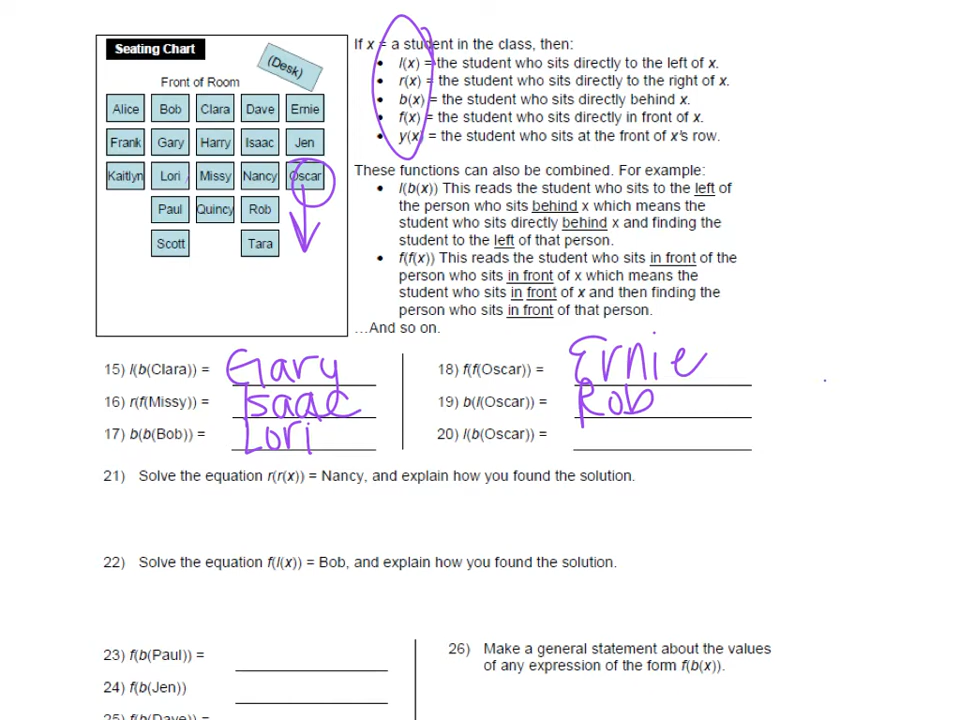 Seating Chart
(Desk)
Front of Room
Alice Bob Clara Dave Ernie
Frank Gary Harry Isaac Jen
Kaitlyn Lori Missy Nancy Oscar
Paul Quincy Rob
Scott Tara
If x = a student in the class, then:
• l(x) = the student who sits directly to the left of x.
• r(x) = the student who sits directly to the right of x.
• b(x) = the student who sits directly behind x.
• f(x) = the student who sits directly in front of x.
• y(x) = the student who sits at the front of x's row.
These functions can also be combined. For example:
• l(b(x)) This reads the student who sits to the left of
the person who sits behind x which means the
student who sits directly behind x and finding the
student to the left of that person.
• f(f(x)) This reads the student who sits in front of the
person who sits in front of x which means the
student who sits in front of x and then finding the
person who sits in front of that person.
…And so on.
15) l(b(Clara)) = Gary
16) r(f(Missy)) = Isaac
17) b(b(Bob)) = Lori
18) f(f(Oscar)) = Ernie
19) b(l(Oscar)) = Rob
20) l(b(Oscar)) =
21) Solve the equation r(r(x)) = Nancy, and explain how you found the solution.
22) Solve the equation f(l(x)) = Bob, and explain how you found the solution.
23) f(b(Paul)) =
24) f(b(Jen))
25) f(b(Dave)) =
26) Make a general statement about the values
of any expression of the form f(b(x)).